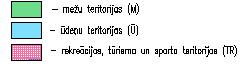 – mežu teritorijas (M)
– ūdeņu teritorijas (Ū)
– rekreācijas, tūrisma un sporta teritorijas (TR)